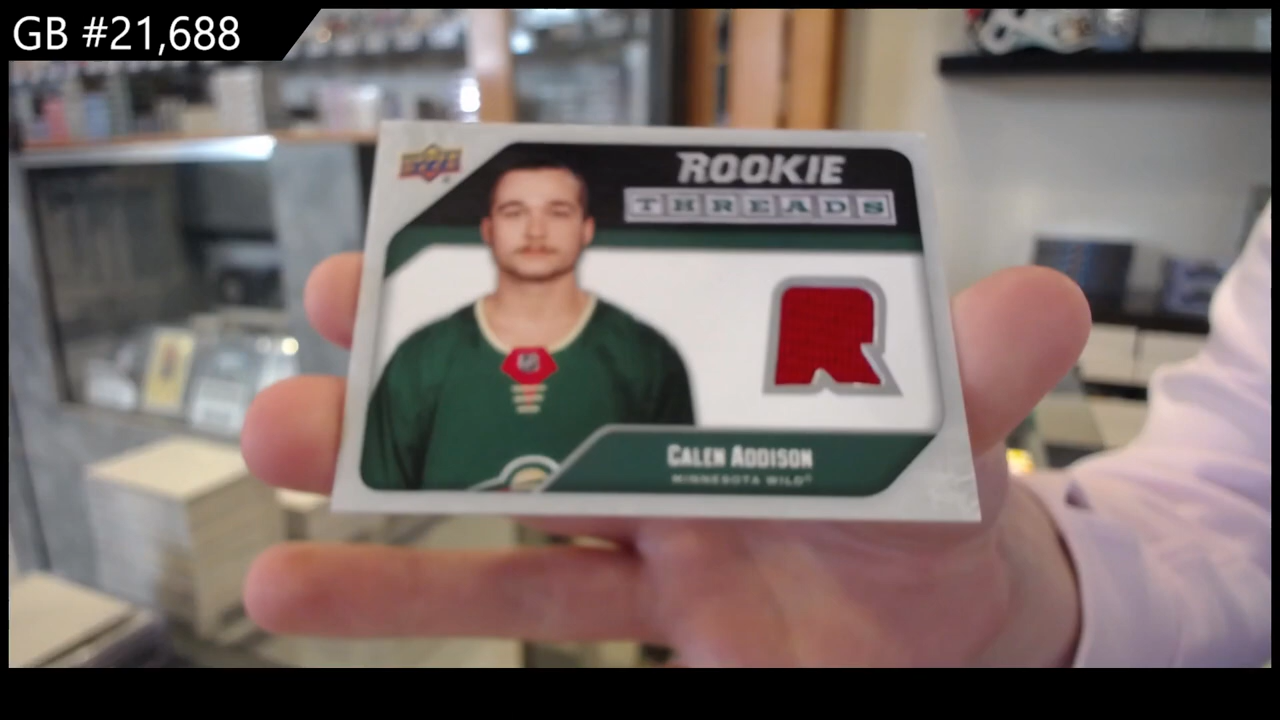 GB #21,688
ROOKIE
THREADS
CALEN ADDISON
MINNESOTA WILD